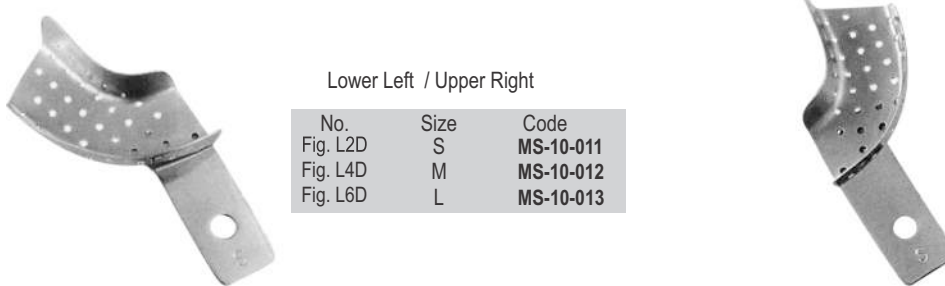 Lower Left / Upper Right
No. Size Code
Fig. L2D S MS-10-011
Fig. L4D M MS-10-012
Fig. L6D L MS-10-013